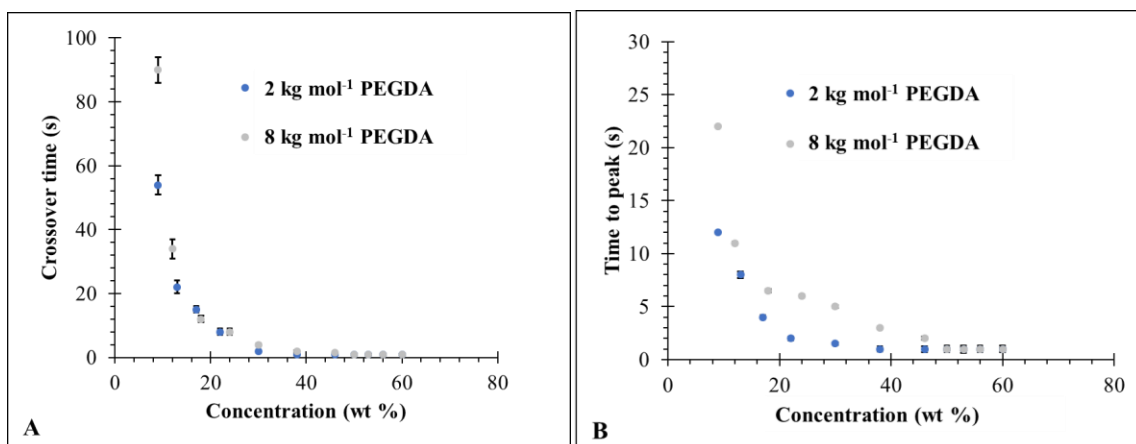 100
80
60
40
20
0
Crossover time (s)
2 kg mol-1 PEGDA
8 kg mol-1 PEGDA
0 20 40 60 80
Concentration (wt %)
A
30
25
20
15
10
5
0
Time to peak (s)
2 kg mol-1 PEGDA
8 kg mol-1 PEGDA
0 20 40 60 80
Concentration (wt %)
B